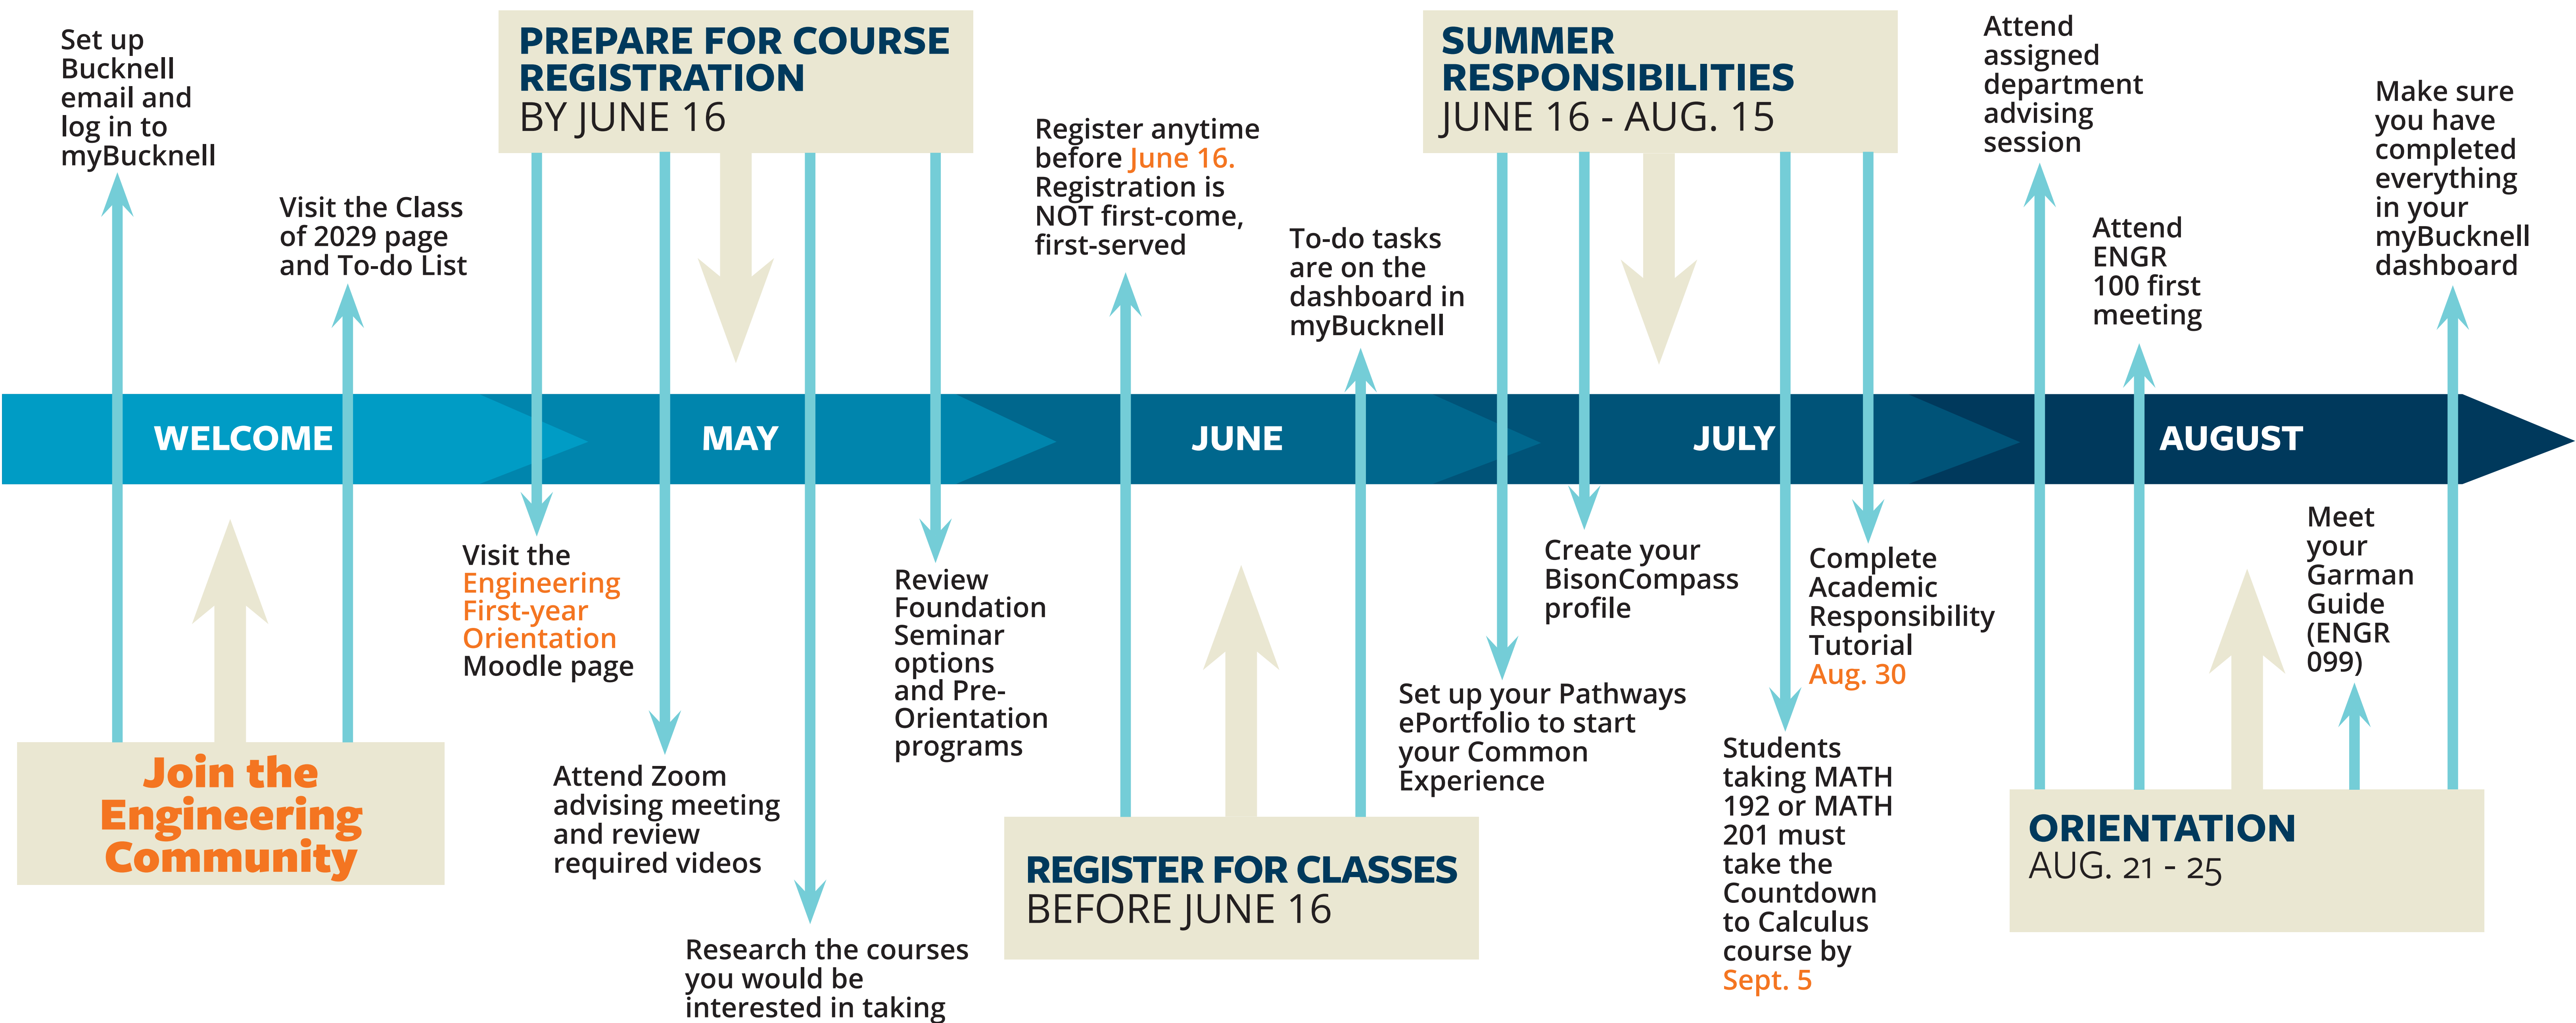 Set up
Bucknell
email and
log in to
myBucknell
Visit the Class
of 2029 page
and To-do List
PREPARE FOR COURSE
REGISTRATION
BY JUNE 16
Register anytime
before June 16.
Registration is
NOT first-come,
first-served
To-do tasks
are on the
dashboard in
myBucknell
SUMMER
RESPONSIBILITIES
JUNE 16 - AUG. 15
Attend
assigned
department
advising
session
Attend
ENGR
100 first
meeting
Make sure
you have
completed
everything
in your
myBucknell
dashboard
WELCOME
MAY
JUNE
JULY
AUGUST
Join the
Engineering
Community
Visit the
Engineering
First-year
Orientation
Moodle page
Attend Zoom
advising meeting
and review
required videos
Research the courses
you would be
interested in taking
Review
Foundation
Seminar
options
and Pre-
Orientation
programs
REGISTER FOR CLASSES
BEFORE JUNE 16
Set up your Pathways
ePortfolio to start
your Common
Experience
Create your
BisonCompass
profile
Students
taking MATH
192 or MATH
201 must
take the
Countdown
to Calculus
course by
Sept. 5
Complete
Academic
Responsibility
Tutorial
Aug. 30
Meet
your
Garman
Guide
(ENGR
099)
ORIENTATION
AUG. 21 - 25